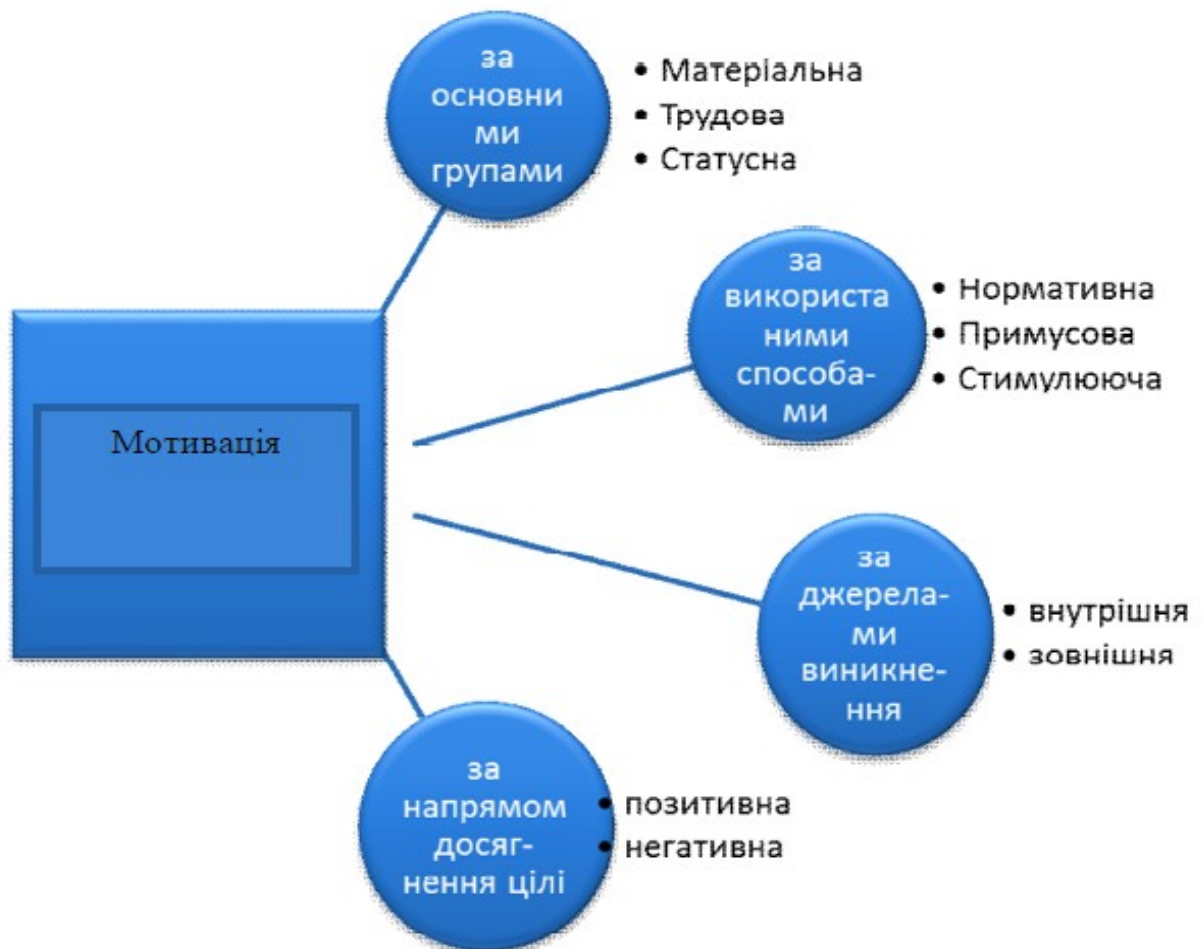 за
основни
ми
групами
• Матеріальна
• Трудова
• Статусна
за
використа
ними
способа-
ми
• Нормативна
• Примусова
• Стимулююча
Мотивація
за
джерела-
ми
виникне-
ння
• внутрішня
• зовнішня
за
напрямом
досяг-
нення цілі
• позитивна
• негативна